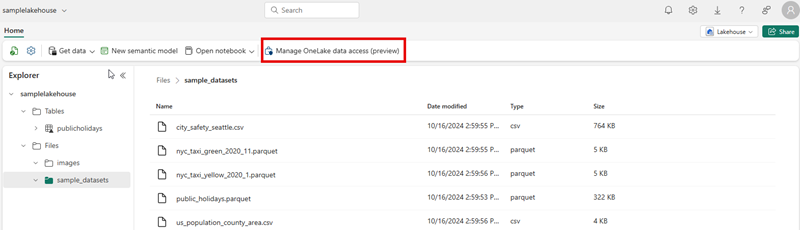 samplelakehouse
Search
Home
Lakehouse
Share
Get data
New semantic model
Open notebook
Manage OneLake data access (preview)
Explorer
samplelakehouse
Tables
publicholidays
Files
images
sample_datasets
Files > sample_datasets
Name Date modified Type Size
city_safety_seattle.csv 10/16/2024 2:59:55 P... csv 764 KB
nyc_taxi_green_2020_11.parquet 10/16/2024 2:59:55 P... parquet 5 KB
nyc_taxi_yellow_2020_1.parquet 10/16/2024 2:59:56 P... parquet 5 KB
public_holidays.parquet 10/16/2024 2:59:53 P... parquet 322 KB
us_population_county_area.csv 10/16/2024 2:59:56 P... csv 4 KB